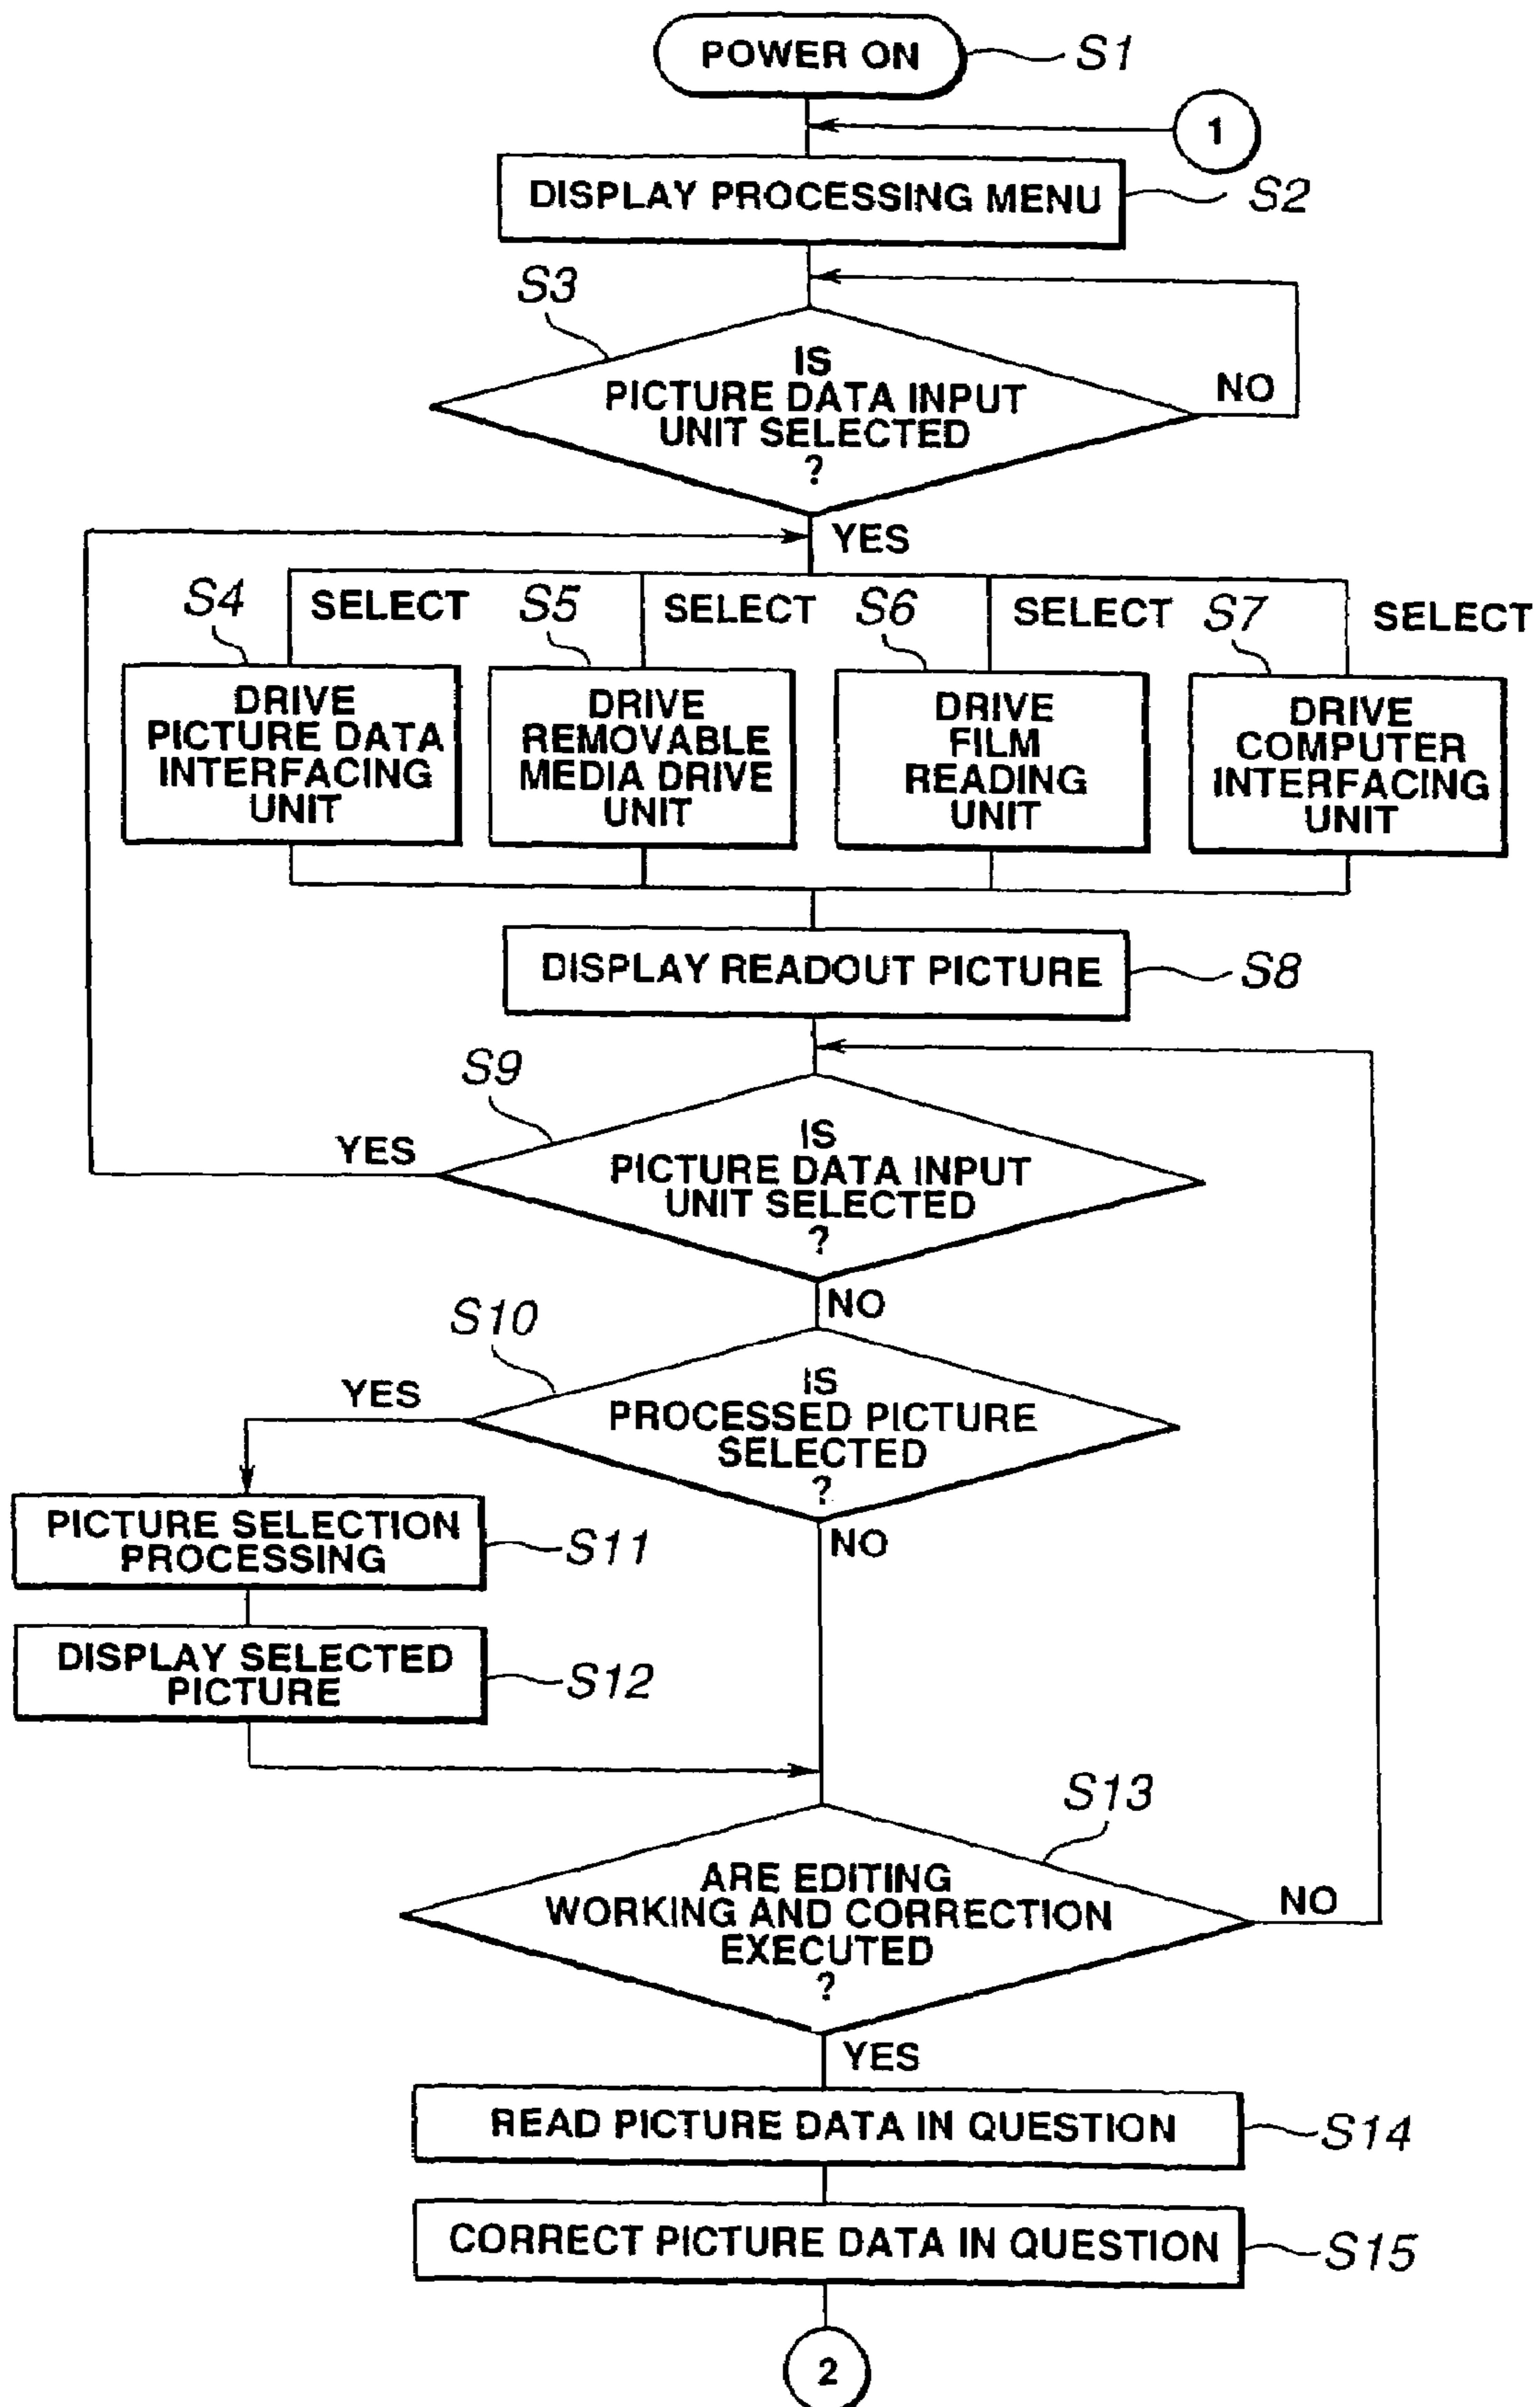 POWER ON
S1
1
DISPLAY PROCESSING MENU
S2
S3
IS
PICTURE DATA INPUT
UNIT SELECTED
?
NO
YES
S4
SELECT
S5
SELECT
S6
SELECT
S7
SELECT
DRIVE
PICTURE DATA
INTERFACING
UNIT
DRIVE
REMOVABLE
MEDIA DRIVE
UNIT
DRIVE
FILM
READING
UNIT
DRIVE
COMPUTER
INTERFACING
UNIT
DISPLAY READOUT PICTURE
S8
S9
YES
IS
PICTURE DATA INPUT
UNIT SELECTED
?
NO
S10
YES
IS
PROCESSED PICTURE
SELECTED
?
NO
PICTURE SELECTION
PROCESSING
S11
DISPLAY SELECTED
PICTURE
S12
S13
ARE EDITING
WORKING AND CORRECTION
EXECUTED
?
NO
YES
READ PICTURE DATA IN QUESTION
S14
CORRECT PICTURE DATA IN QUESTION
S15
2